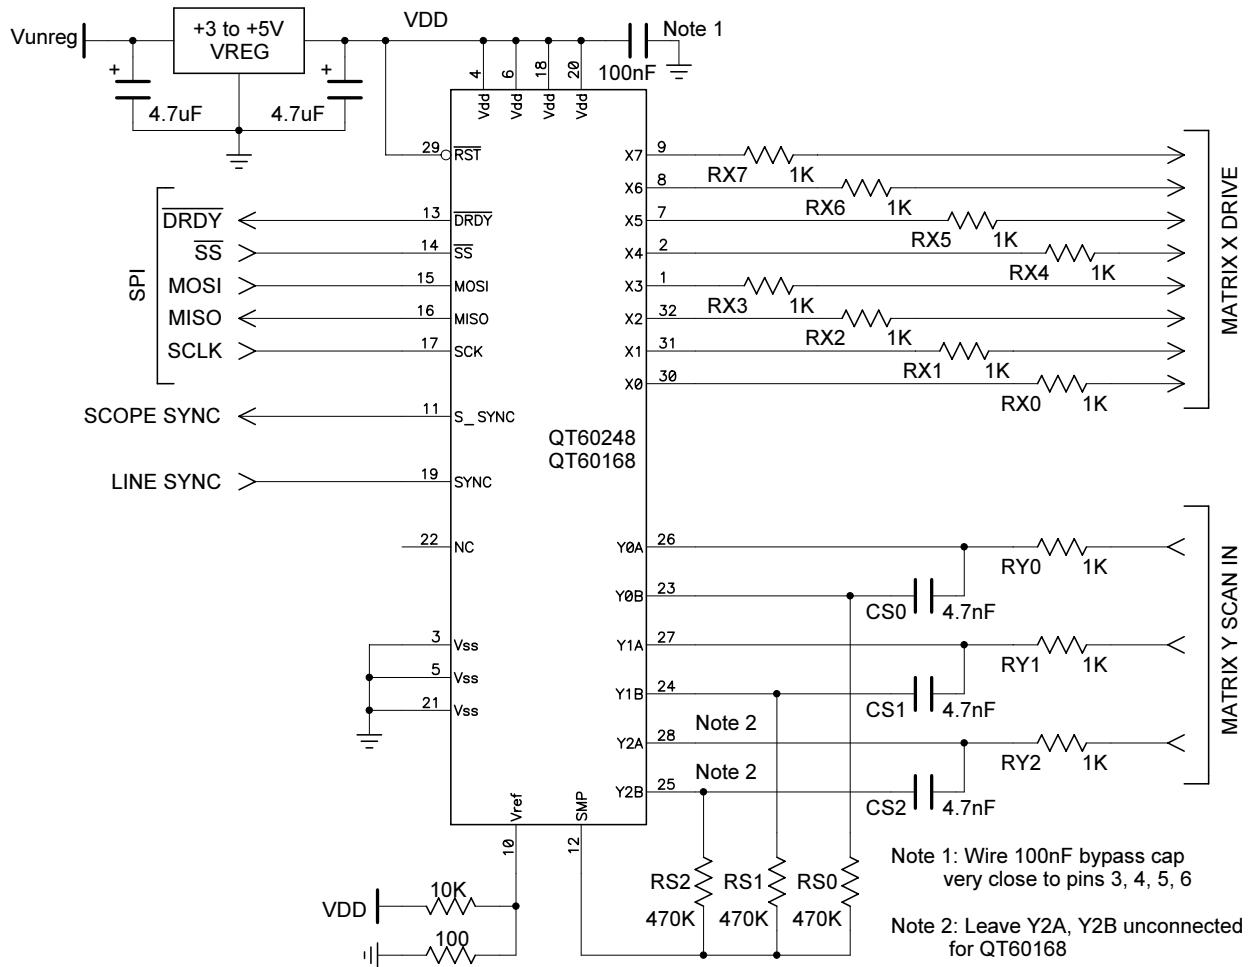 Vunreg
+3 to +5V
VREG
VDD
Note 1
+
4.7uF
+
4.7uF
100nF
4
6
18
20
Vdd
Vdd
Vdd
Vdd
29
RST
SPI
DRDY
13
DRDY
SS
14
SS
MOSI
15
MOSI
MISO
16
MISO
SCLK
17
SCK
SCOPE SYNC
11
S_SYNC
LINE SYNC
19
SYNC
22
NC
3
Vss
5
Vss
21
Vss
QT60248
QT60168
X7
9
RX7
1K
X6
8
RX6
1K
X5
7
RX5
1K
X4
2
RX4
1K
X3
1
RX3
1K
X2
32
RX2
1K
X1
31
RX1
1K
X0
30
RX0
1K
MATRIX X DRIVE
Y0A
26
RY0
1K
Y0B
23
CS0
4.7nF
Y1A
27
RY1
1K
Y1B
24
CS1
4.7nF
Note 2
Y2A
28
RY2
1K
Note 2
Y2B
25
CS2
4.7nF
MATRIX Y SCAN IN
Vref
10
SMP
12
VDD
10K
100
RS2
470K
RS1
470K
RS0
470K
Note 1: Wire 100nF bypass cap
very close to pins 3, 4, 5, 6
Note 2: Leave Y2A, Y2B unconnected
for QT60168